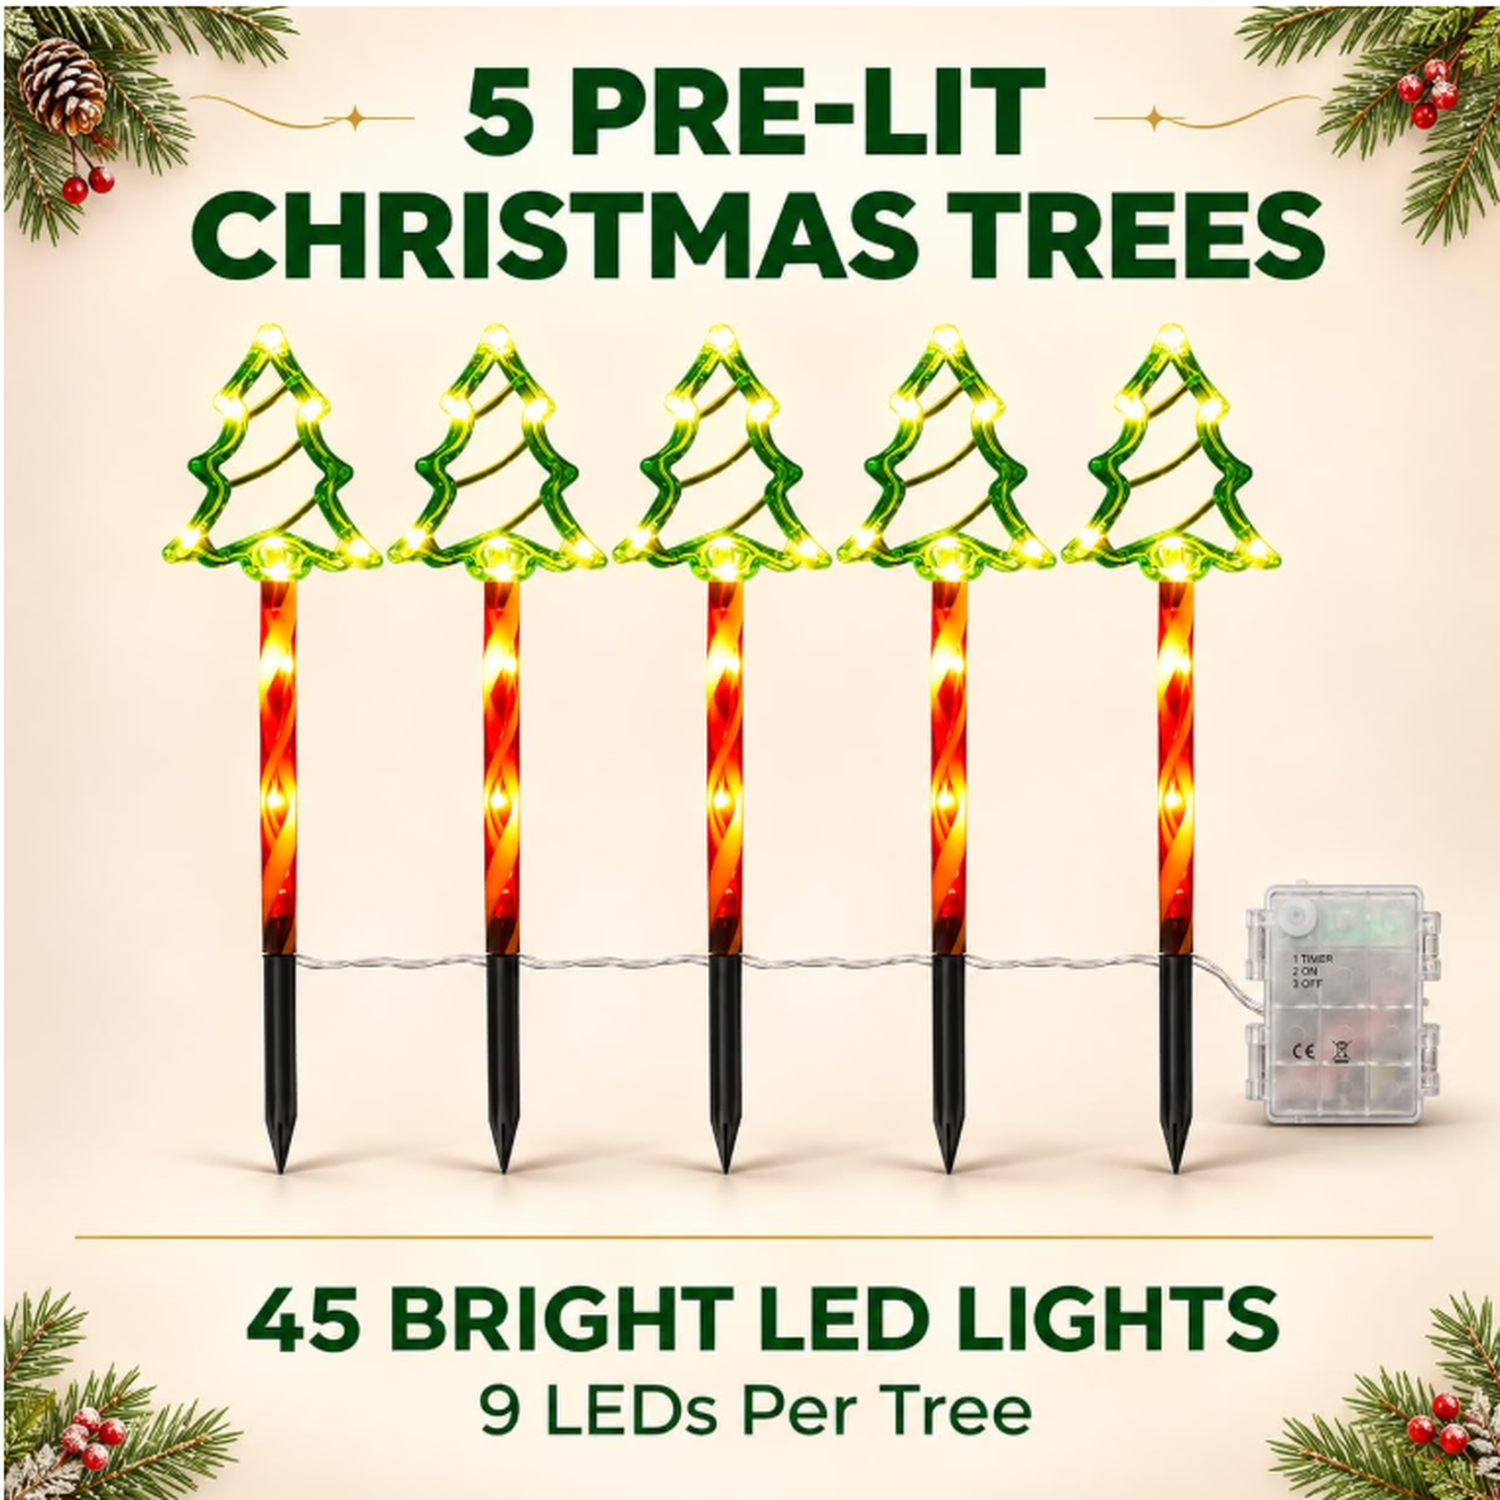 5 PRE-LIT
CHRISTMAS TREES
1 TIMER
2 ON
3 OFF
CE
45 BRIGHT LED LIGHTS
9 LEDs Per Tree